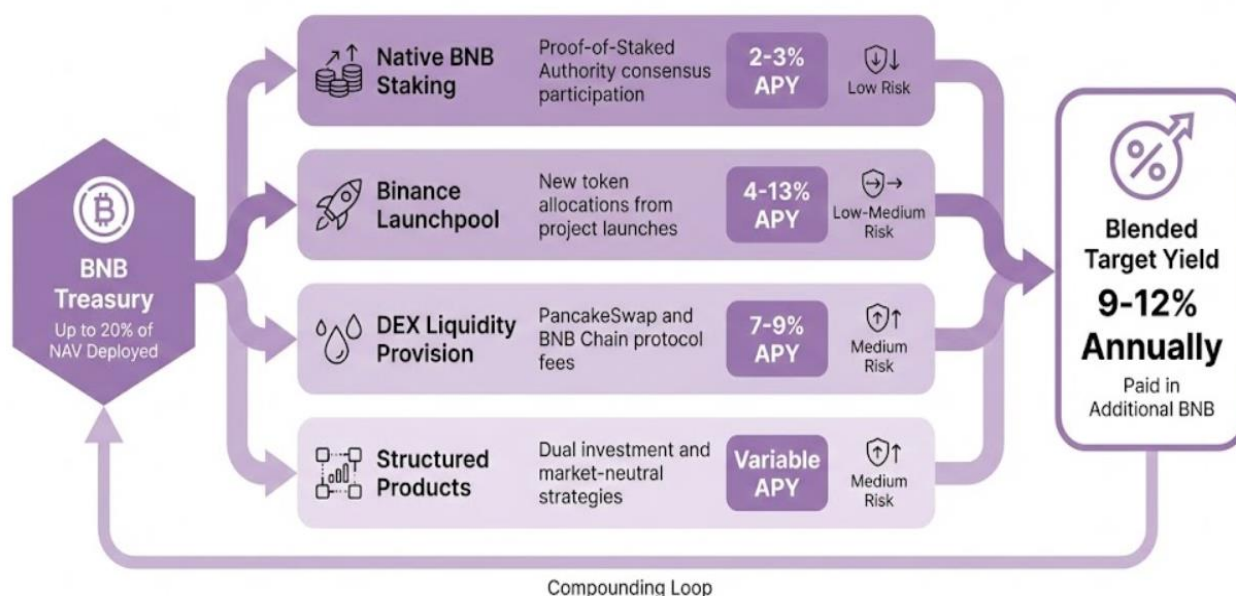 BNB
Treasury
Up to 20% of
NAV Deployed
Native BNB
Staking
Proof-of-Staked
Authority consensus
participation
2-3%
APY
Low Risk
Binance
Launchpool
New token
allocations from
project launches
4-13%
APY
Low-Medium
Risk
DEX Liquidity
Provision
PancakeSwap and
BNB Chain protocol
fees
7-9%
APY
Medium
Risk
Structured
Products
Dual investment and
market-neutral
strategies
Variable
APY
Medium
Risk
%
Blended
Target Yield
9-12%
Annually
Paid in
Additional BNB
Compounding Loop